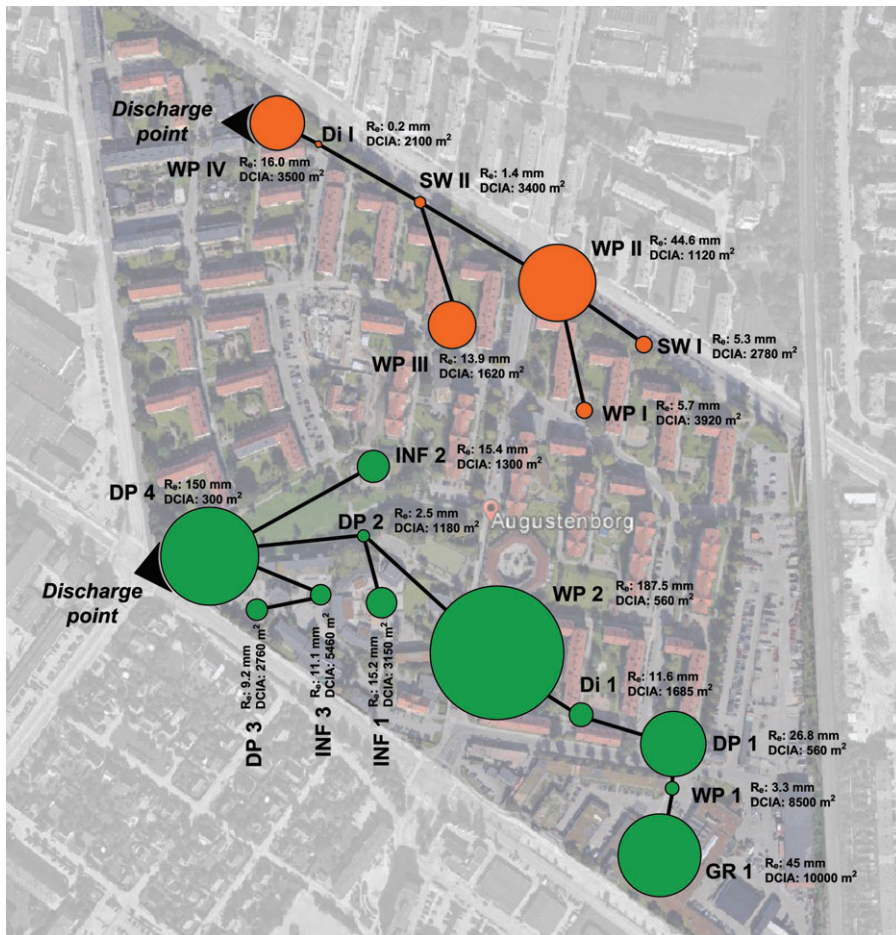 Discharge
point
Di I
Rₑ: 0.2 mm
DCIA: 2100 m²
WP IV
Rₑ: 16.0 mm
DCIA: 3500 m²
SW II
Rₑ: 1.4 mm
DCIA: 3400 m²
WP II
Rₑ: 44.6 mm
DCIA: 1120 m²
WP III
Rₑ: 13.9 mm
DCIA: 1620 m²
SW I
Rₑ: 5.3 mm
DCIA: 2780 m²
WP I
Rₑ: 5.7 mm
DCIA: 3920 m²
INF 2
Rₑ: 15.4 mm
DCIA: 1300 m²
DP 4
Rₑ: 150 mm
DCIA: 300 m²
DP 2
Rₑ: 2.5 mm
DCIA: 1180 m²
Augustenborg
Discharge
point
WP 2
Rₑ: 187.5 mm
DCIA: 560 m²
DP 3
Rₑ: 9.2 mm
DCIA: 2760 m²
INF 3
Rₑ: 11.1 mm
DCIA: 5460 m²
INF 1
Rₑ: 15.2 mm
DCIA: 3150 m²
Di 1
Rₑ: 11.6 mm
DCIA: 1685 m²
DP 1
Rₑ: 26.8 mm
DCIA: 560 m²
WP 1
Rₑ: 3.3 mm
DCIA: 8500 m²
GR 1
Rₑ: 45 mm
DCIA: 10000 m²